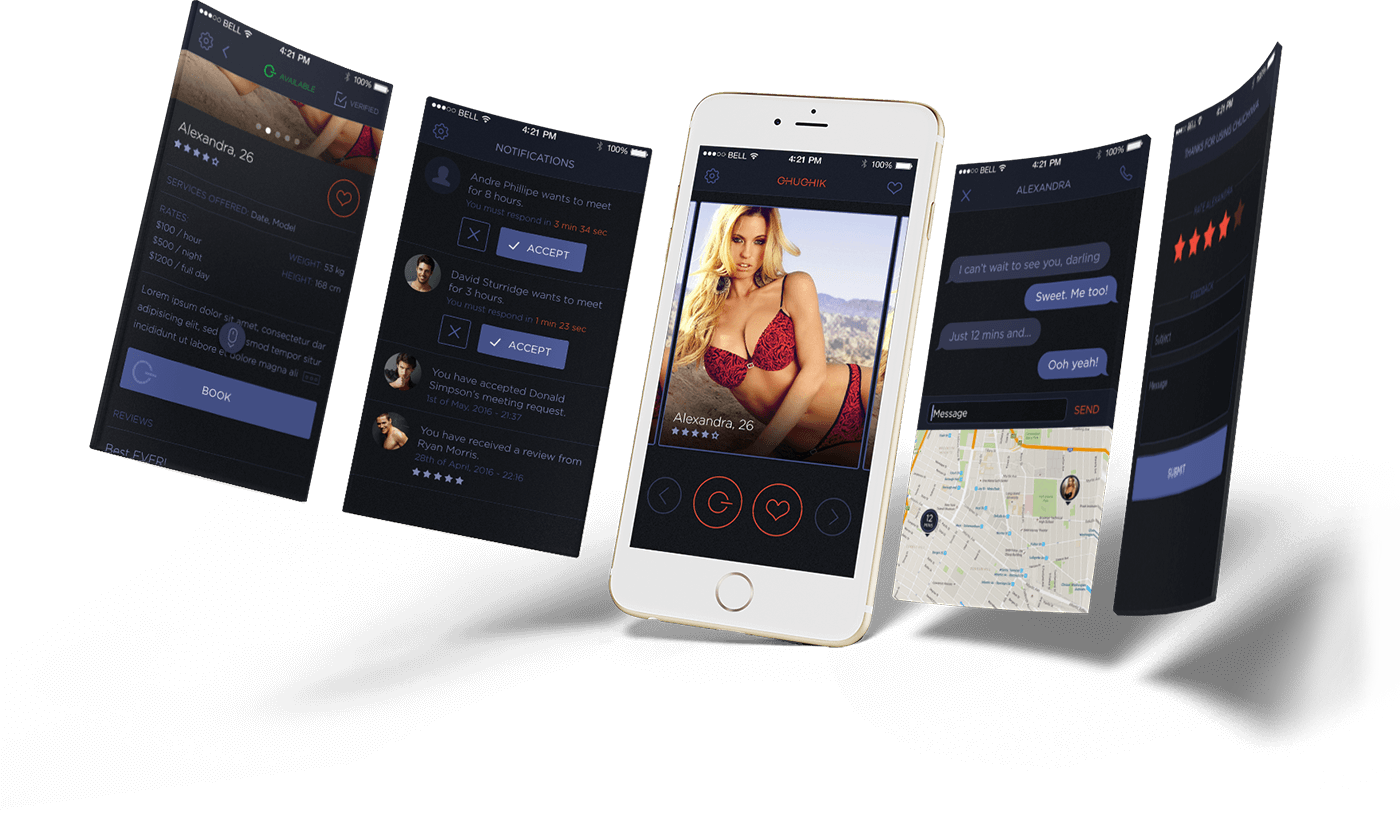 BELL
4:21 PM
100%
AVAILABLE
VERIFIED
Alexandra, 26
SERVICES OFFERED: Date, Model
RATES:
$100 / hour
$500 / night
$1200 / full day
WEIGHT: 53 kg
HEIGHT: 168 cm
Lorem ipsum dolor sit amet, consectetur
adipisicing elit, sed smod tempor
incididunt ut labore et dolore magna ali
BOOK
REVIEWS
Best EVER!
BELL
4:21 PM
100%
NOTIFICATIONS
Andre Phillipe wants to meet
for 8 hours.
You must respond in 3 min 34 sec
ACCEPT
David Sturridge wants to meet
for 3 hours.
You must respond in 1 min 23 sec
ACCEPT
You have accepted Donald
Simpson's meeting request.
1st of May, 2016 - 21:37
You have received a review from
Ryan Morris.
28th of April, 2016 - 22:16
BELL
4:21 PM
100%
CHUCHIK
Alexandra, 26
BELL
4:21 PM
100%
ALEXANDRA
I can't wait to see you, darling
Sweet. Me too!
Just 12 mins and...
Ooh yeah!
Message
SEND
12
MINS
BELL
4:21 PM
100%
THANKS FOR USING CHUCHIK
RATE ALEXANDRA
FEEDBACK
Subject
Message
SUBMIT